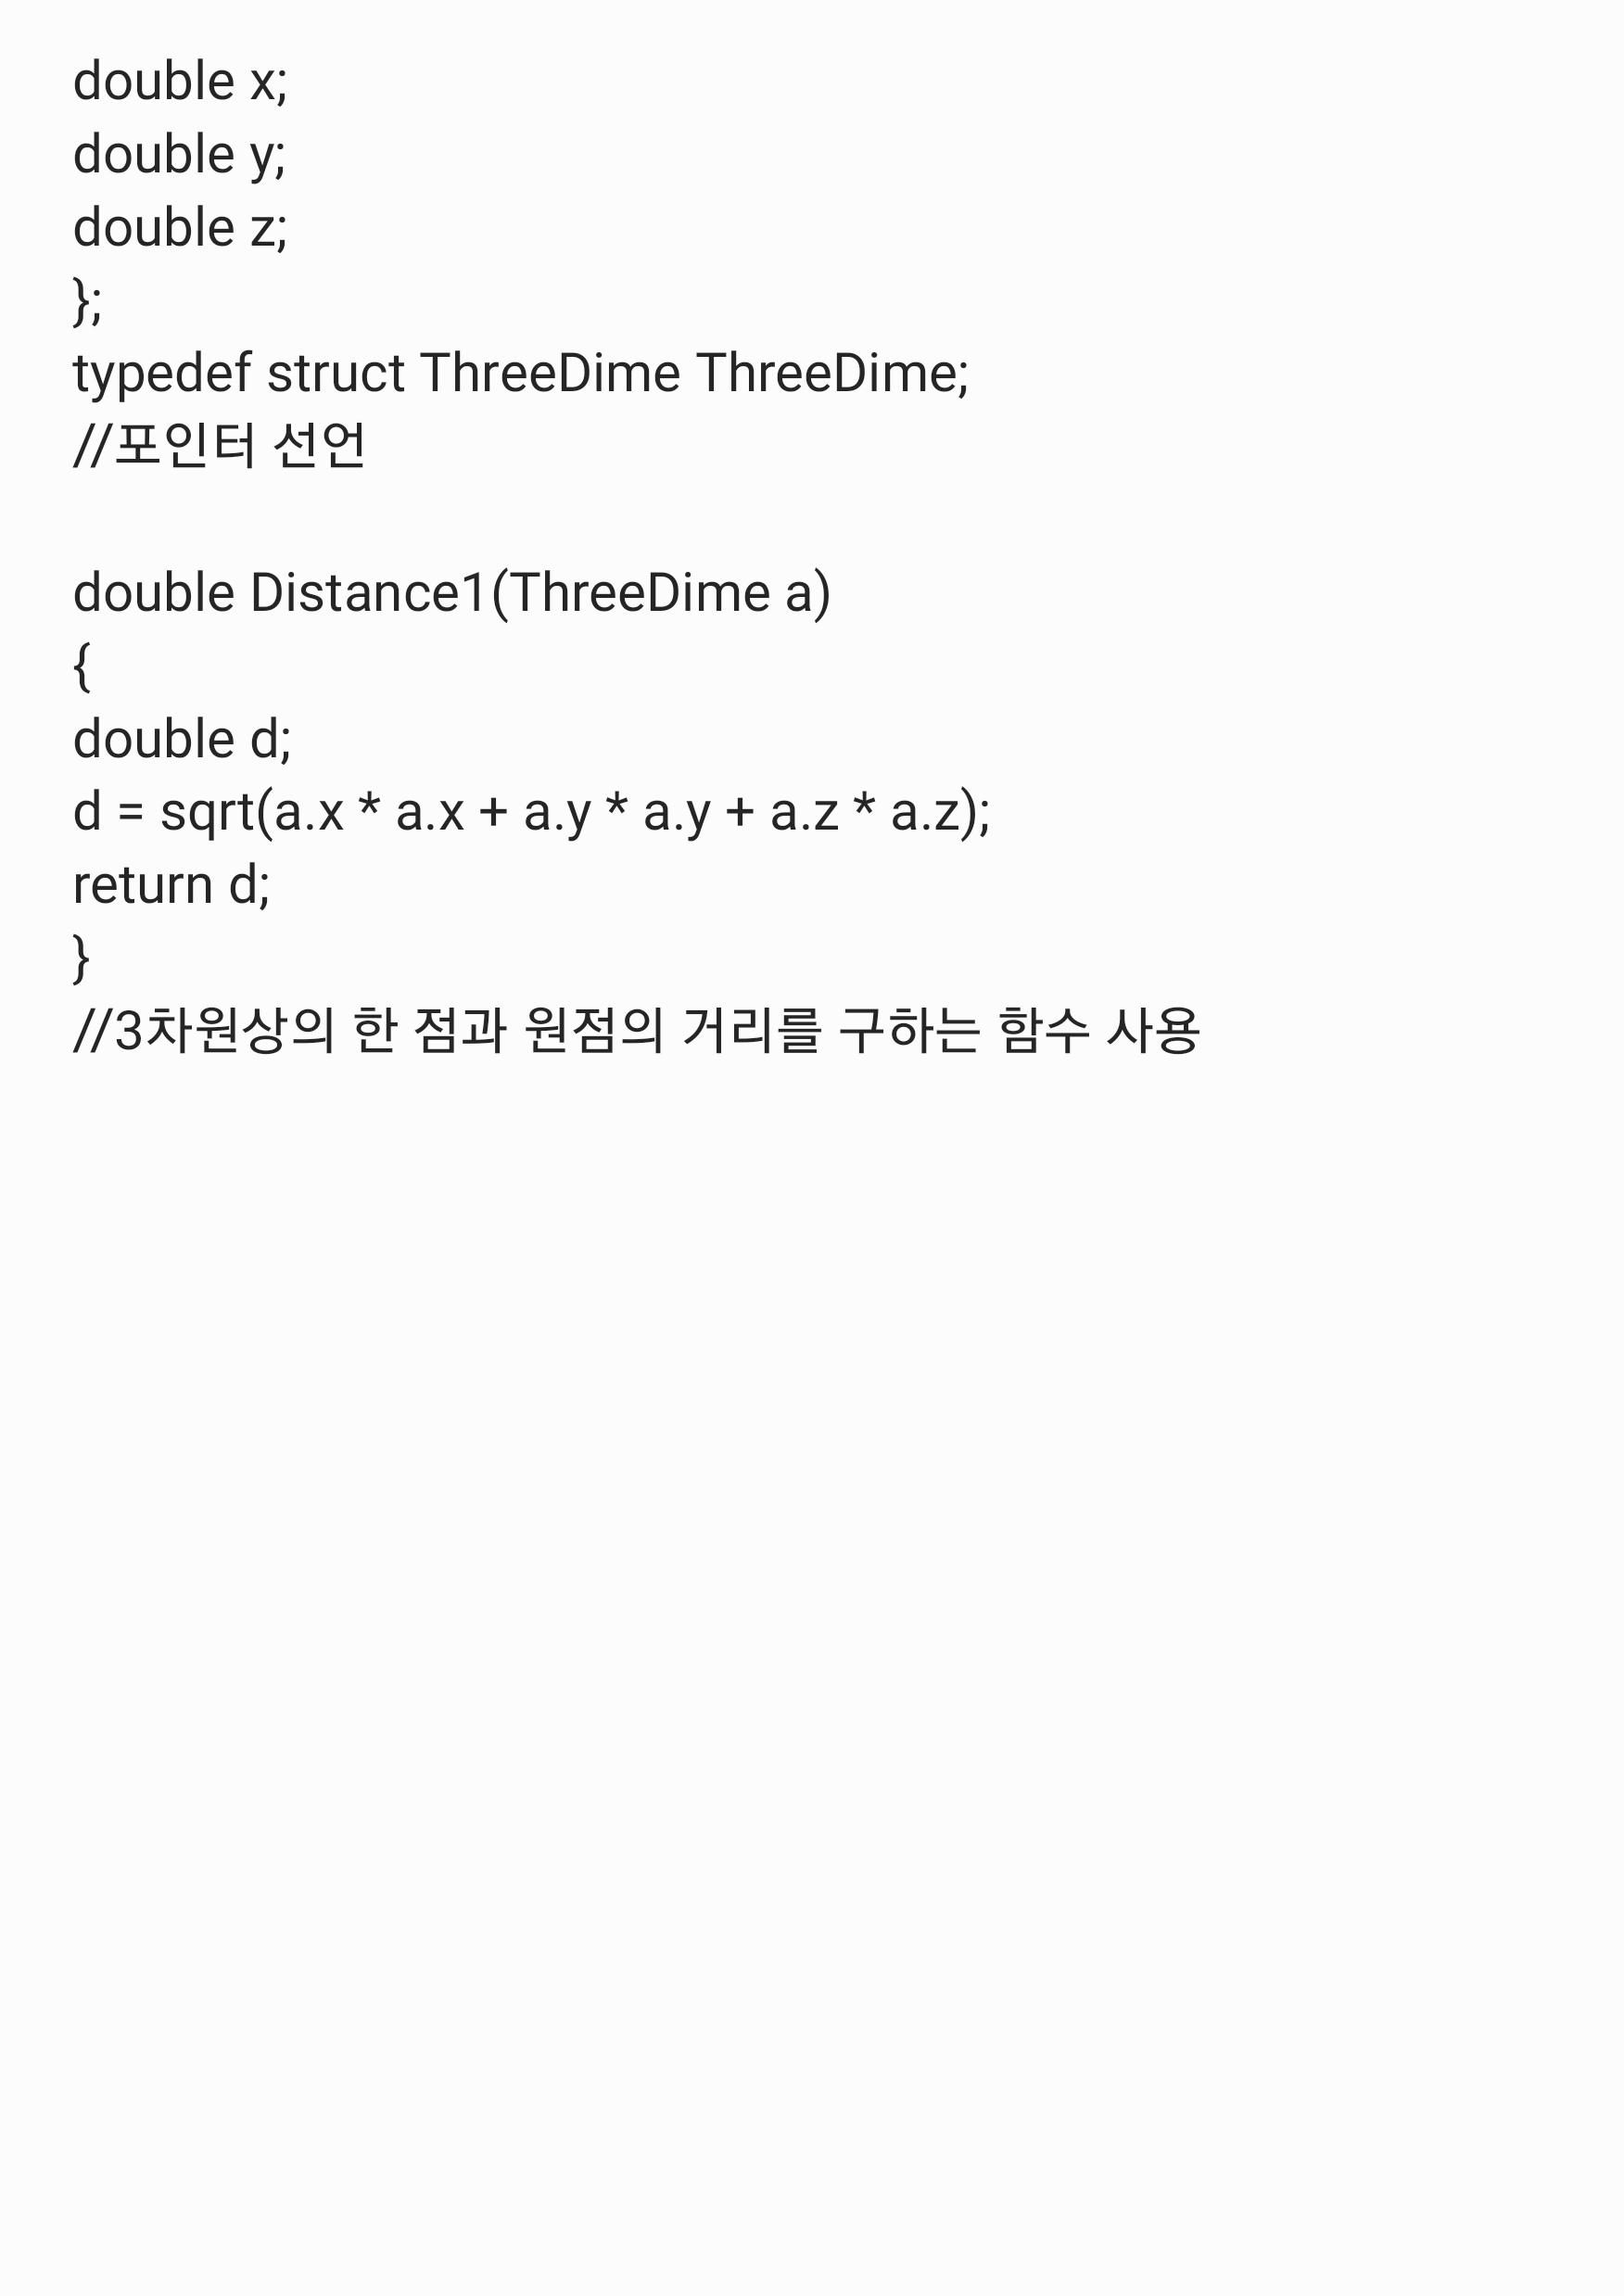 double x;
double y;
double z;
};
typedef struct ThreeDime ThreeDime;
//포인터 선언
double Distance1(ThreeDime a)
{
double d;
d = sqrt(a.x * a.x + a.y * a.y + a.z * a.z);
return d;
}
//3차원상의 한 점과 원점의 거리를 구하는 함수 사용